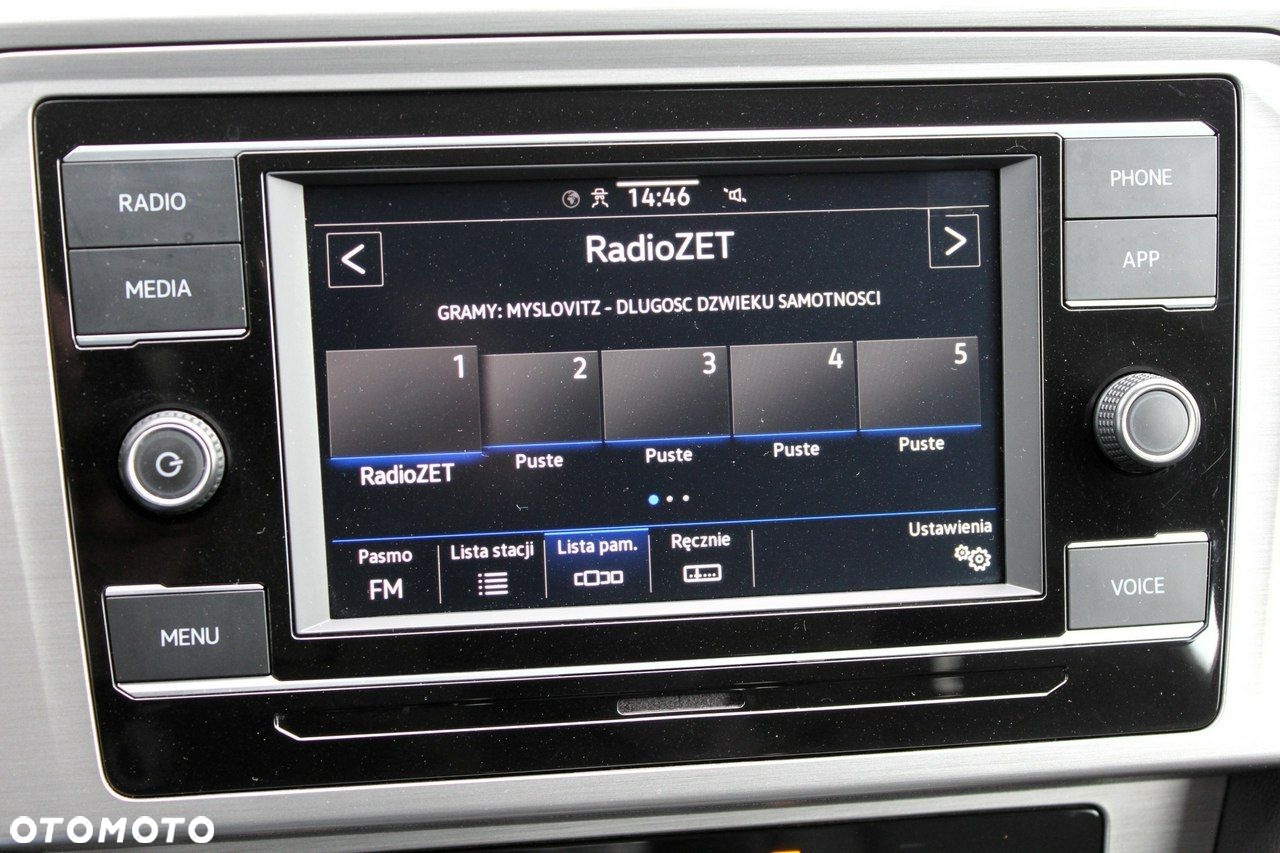 RADIO
MEDIA
MENU
14:46
<
RadioZET
>
GRAMY: MYSLOVITZ - DLUGOSC DZWIEKU SAMOTNOSCI
1 2 3 4 5
RadioZET Puste Puste Puste Puste
Pasmo Lista stacji Lista pam. Ręcznie Ustawienia
FM
PHONE
APP
VOICE
OTOMOTO